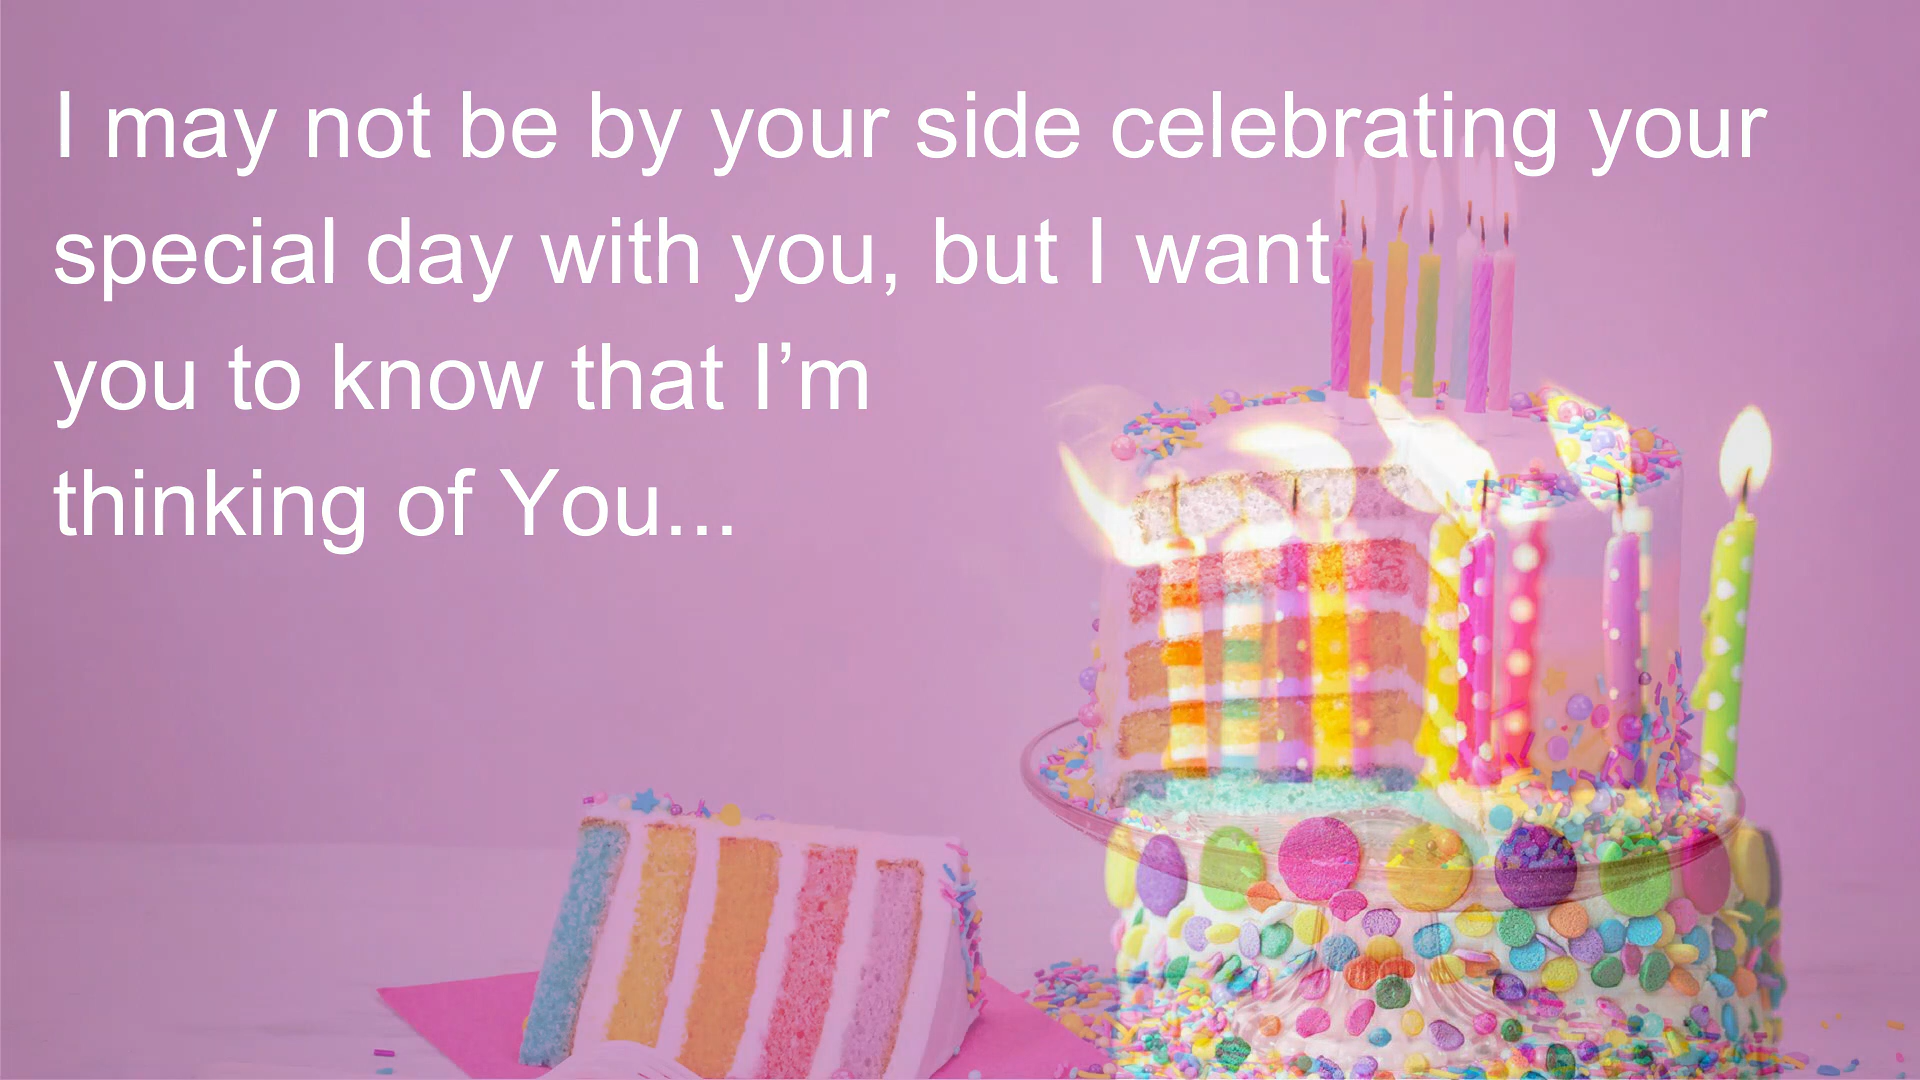 I may not be by your side celebrating your
special day with you, but I want
you to know that I’m
thinking of You...